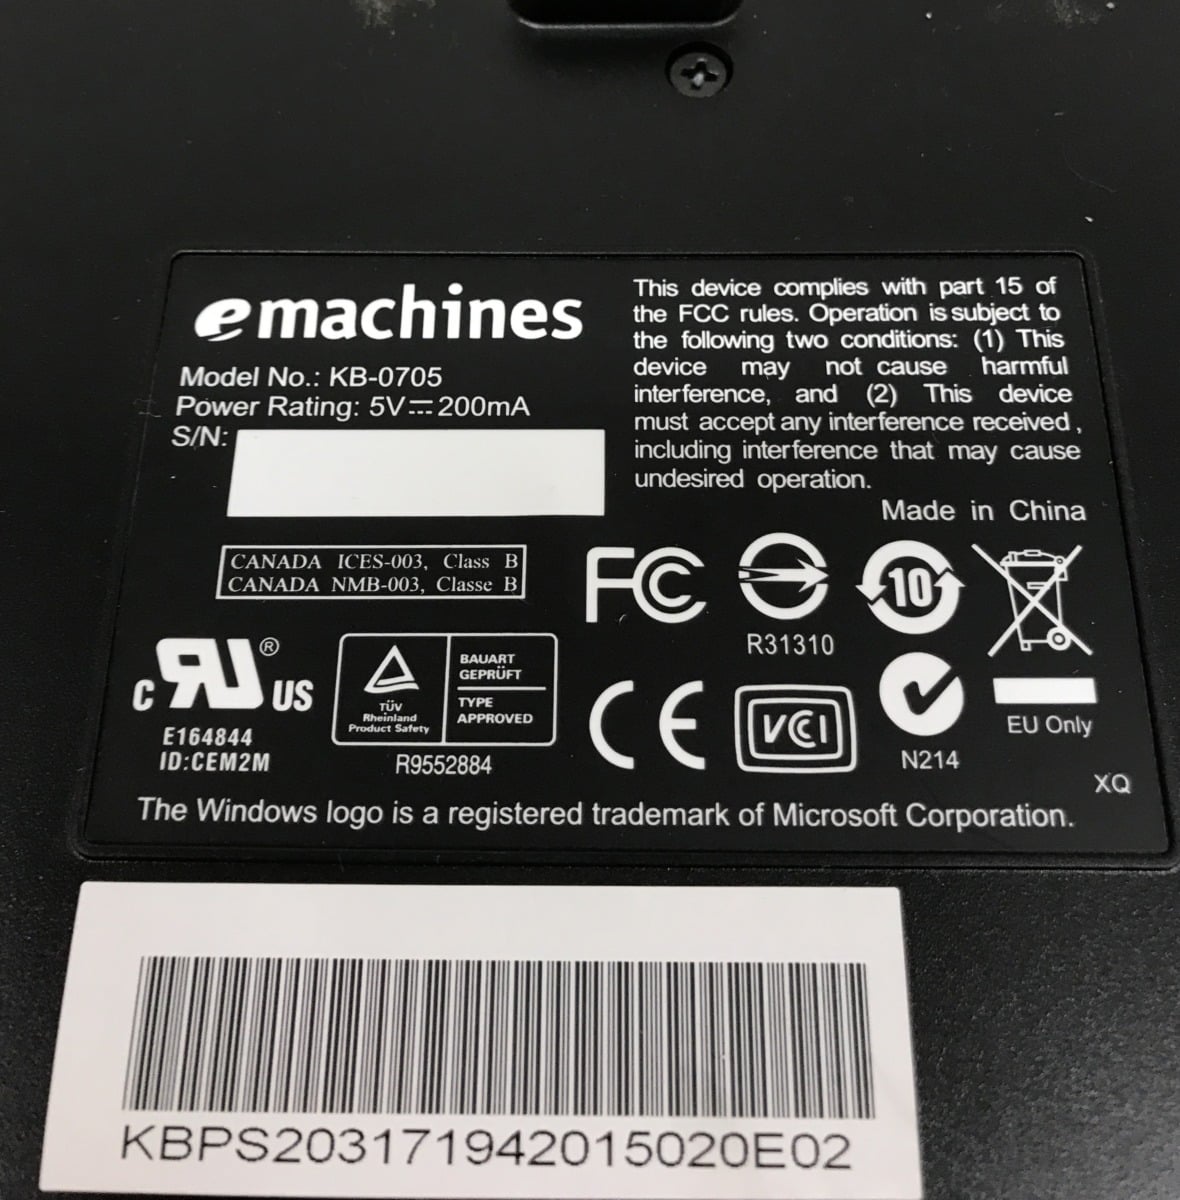 emachines
Model No.: KB-0705
Power Rating: 5V⎓200mA
S/N:
This device complies with part 15 of
the FCC rules. Operation is subject to
the following two conditions: (1) This
device may not cause harmful
interference, and (2) This device
must accept any interference received,
including interference that may cause
undesired operation.
Made in China
CANADA ICES-003, Class B
CANADA NMB-003, Classe B
FC
R31310
10
C RU ® US
E164844
ID:CEM2M
TÜV
Rheinland
Product Safety
BAUART
GEPRÜFT
TYPE
APPROVED
R9552884
CE
VCI
N214
EU Only
XQ
The Windows logo is a registered trademark of Microsoft Corporation.
KBPS203171942015020E02